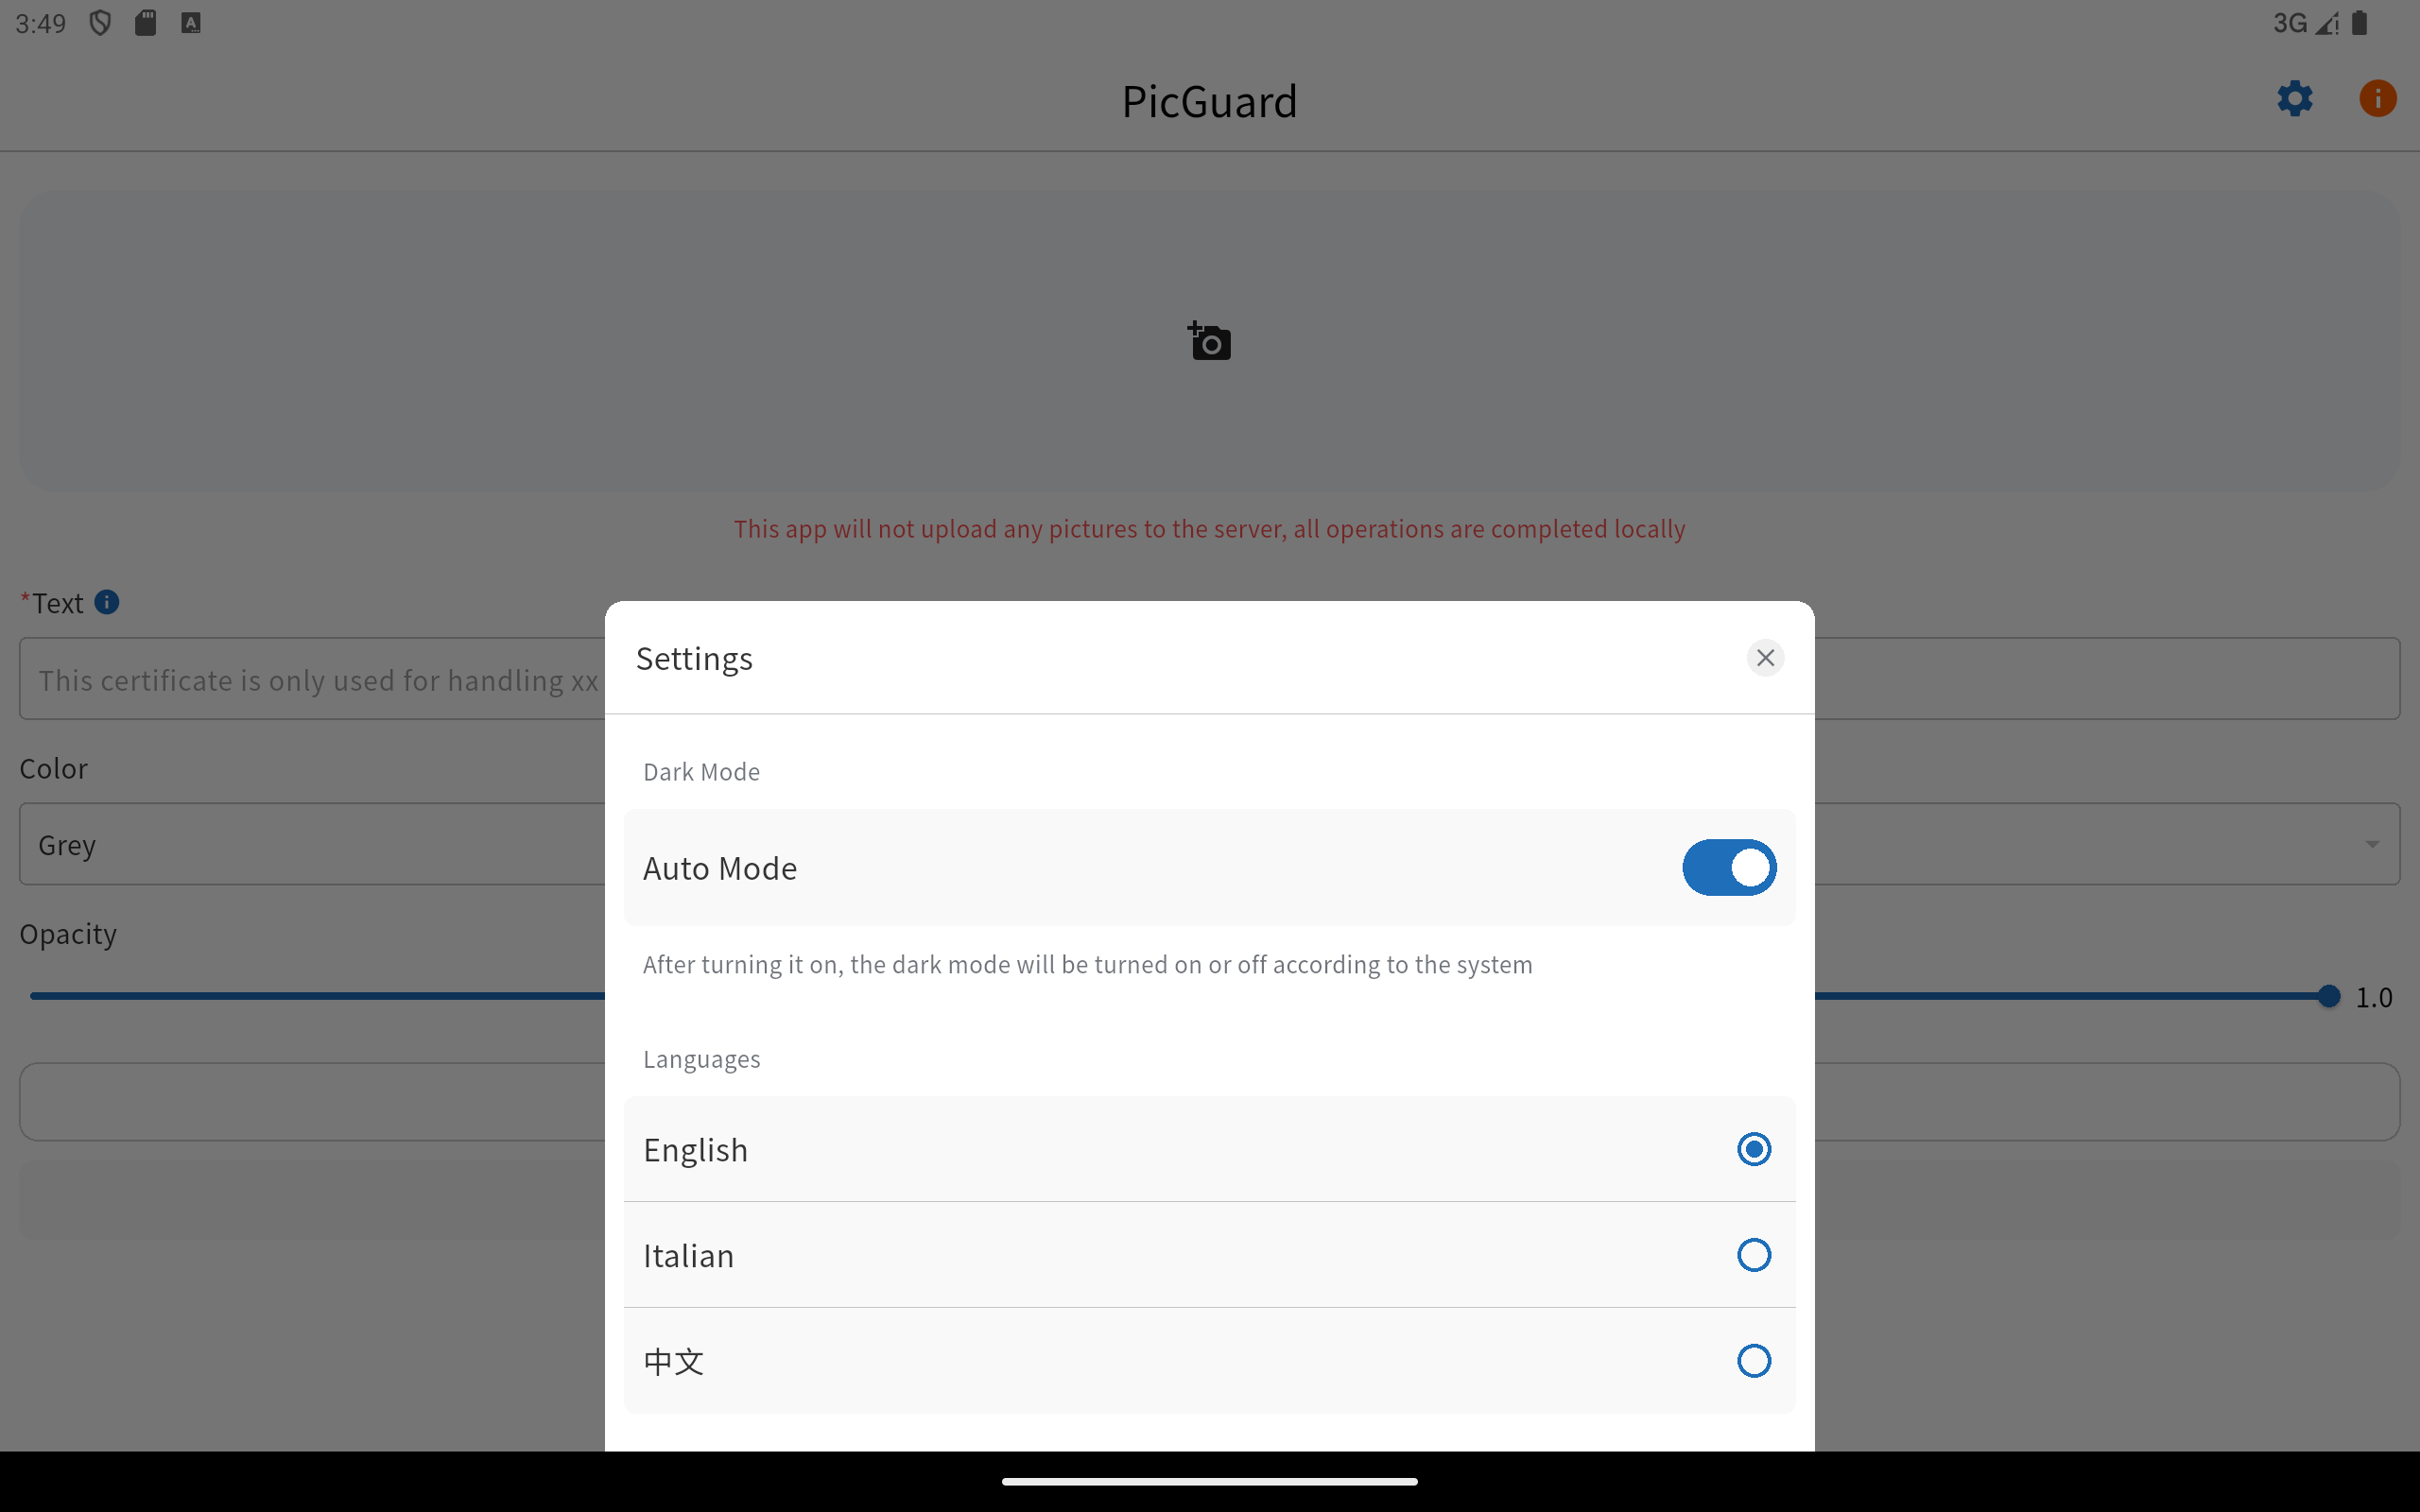 3:49
3G
PicGuard
This app will not upload any pictures to the server, all operations are completed locally
*Text
This certificate is only used for handling xx
Color
Grey
Opacity
1.0
Settings
Dark Mode
Auto Mode
After turning it on, the dark mode will be turned on or off according to the system
Languages
English
Italian
中文